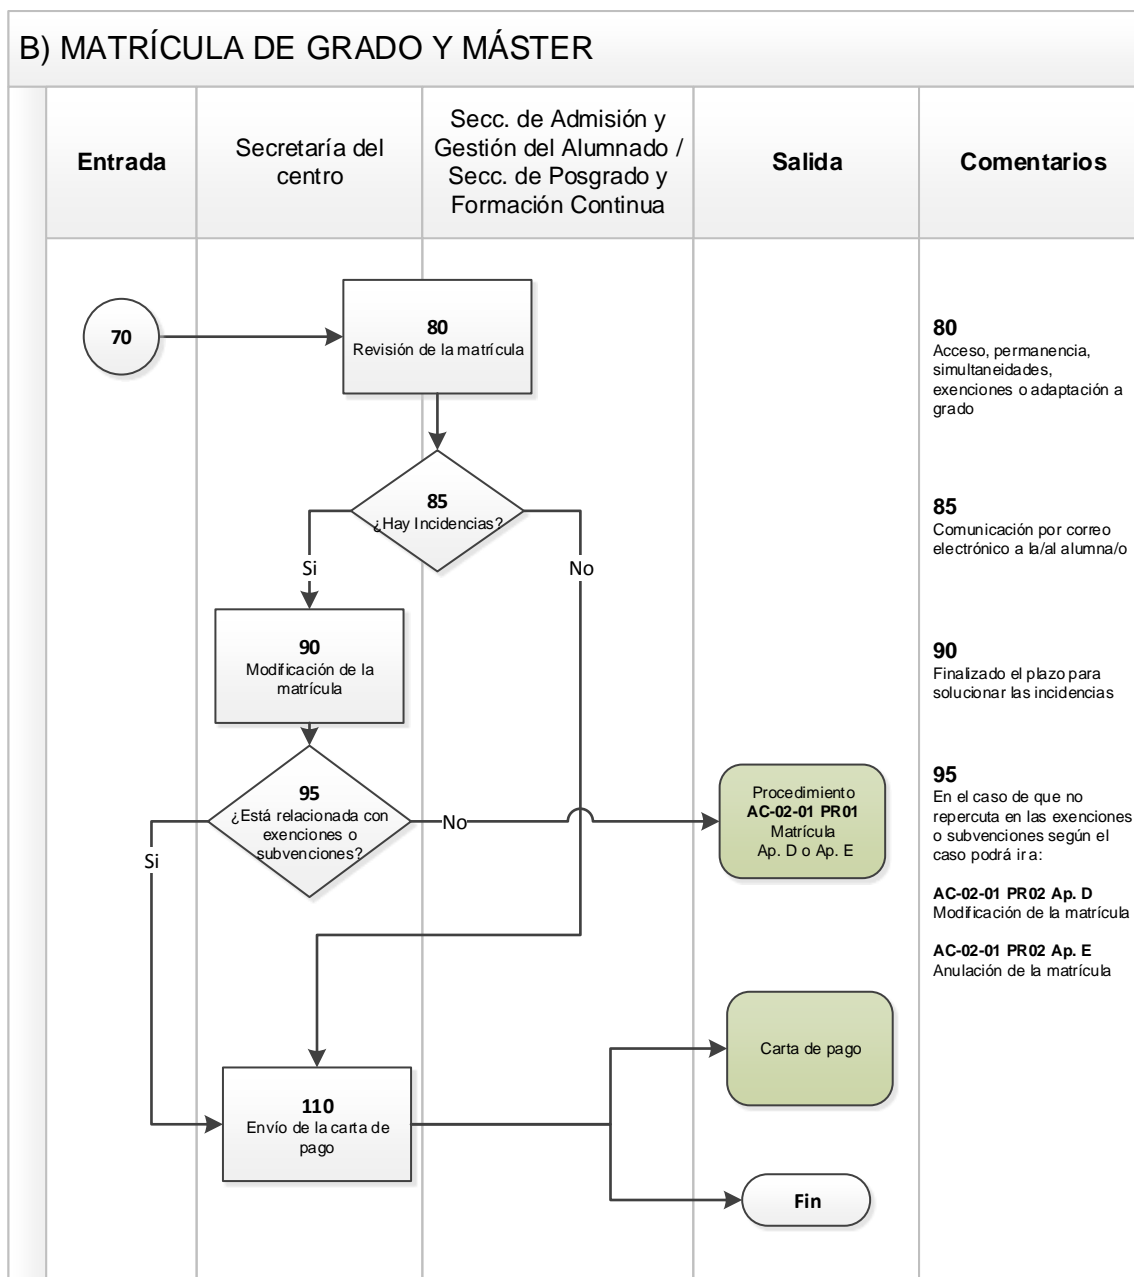 B) MATRÍCULA DE GRADO Y MÁSTER
Entrada
Secretaría del
centro
Secc. de Admisión y
Gestión del Alumnado /
Secc. de Posgrado y
Formación Continua
Salida
Comentarios
70
80
Revisión de la matrícula
80
Acceso, permanencia,
simultaneidades,
exenciones o adaptación a
grado
85
¿Hay Incidencias?
85
Comunicación por correo
electrónico a la/al alumna/o
Si
No
90
Modificación de la
matrícula
90
Finalizado el plazo para
solucionar las incidencias
95
¿Está relacionada con
exenciones o
subvenciones?
No
Si
Procedimiento
AC-02-01 PR01
Matrícula
Ap. D o Ap. E
95
En el caso de que no
repercuta en las exenciones
o subvenciones según el
caso podrá ir a:
AC-02-01 PR02 Ap. D
Modificación de la matrícula
AC-02-01 PR02 Ap. E
Anulación de la matrícula
Carta de pago
110
Envío de la carta de
pago
Fin